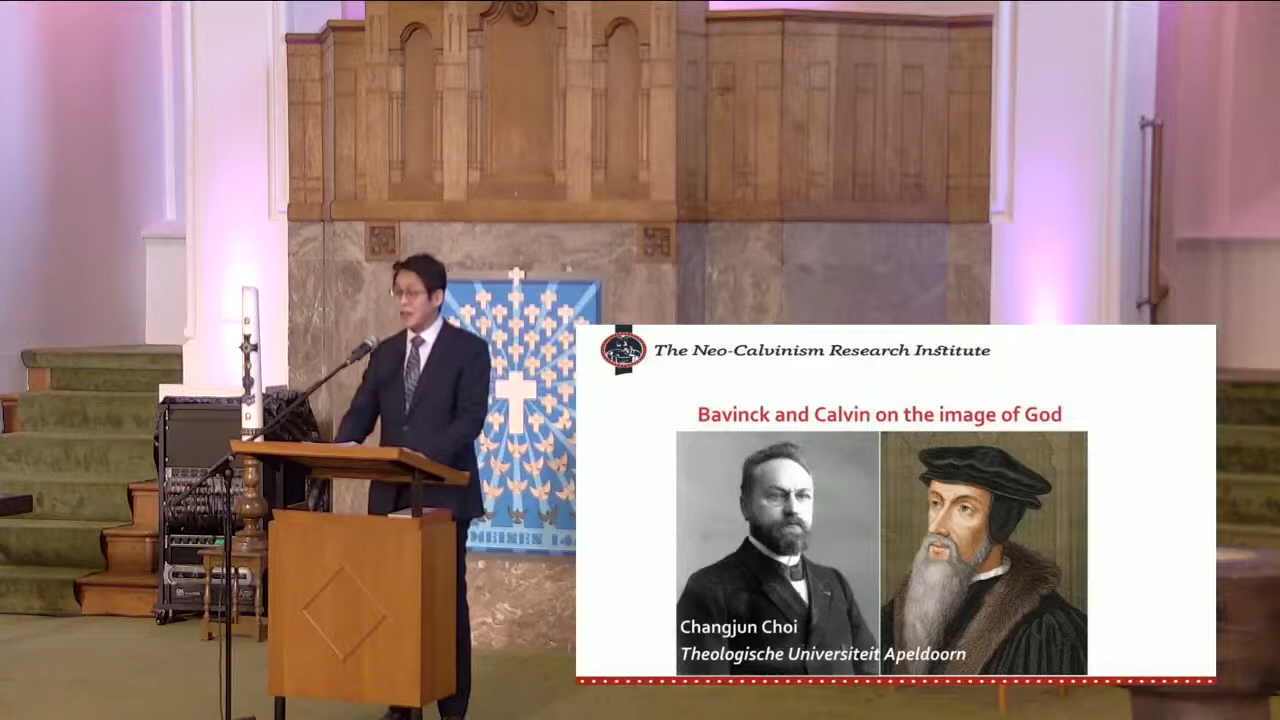 The Neo-Calvinism Research Institute
Bavinck and Calvin on the image of God
Changjun Choi
Theologische Universiteit Apeldoorn